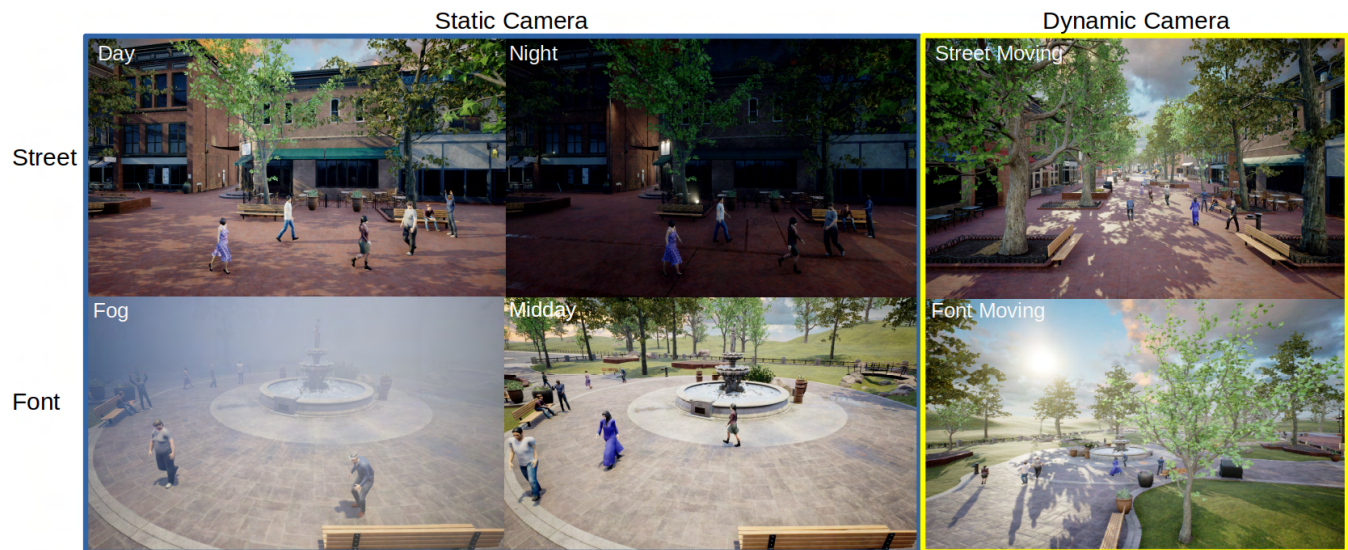 Static Camera
Dynamic Camera
Day
Night
Street Moving
Street
Fog
Midday
Font Moving
Font